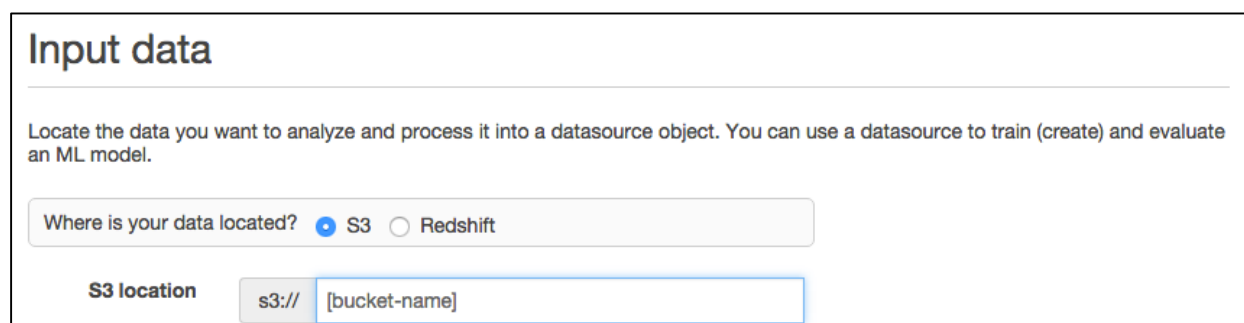 Input data
Locate the data you want to analyze and process it into a datasource object. You can use a datasource to train (create) and evaluate
an ML model.
Where is your data located? S3 Redshift
S3 location s3:// [bucket-name]